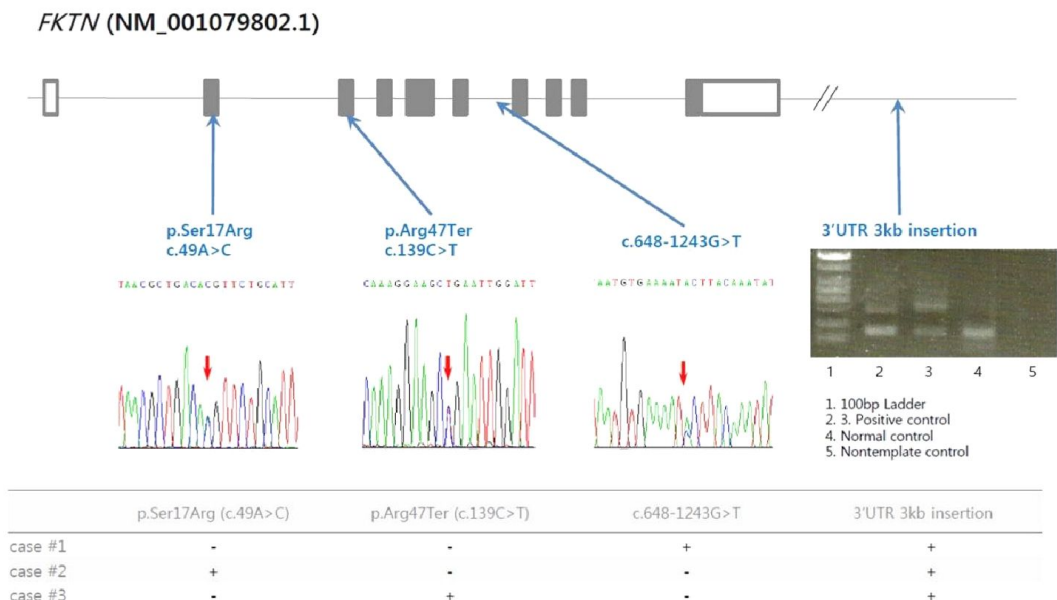 FKTN (NM_001079802.1)
p.Ser17Arg
c.49A>C
p.Arg47Ter
c.139C>T
c.648-1243G>T
3'UTR 3kb insertion
TAACGCTGACACGTTCTGCATT
CAAAGGAAGCTGAATTGGATT
AATGTGAAAATACTTACAAATAT
1 2 3 4 5
1. 100bp Ladder
2. 3. Positive control
4. Normal control
5. Nontemplate control
p.Ser17Arg (c.49A>C) p.Arg47Ter (c.139C>T) c.648-1243G>T 3'UTR 3kb insertion
case #1 - - + +
case #2 + - - +
case #3 - + - +